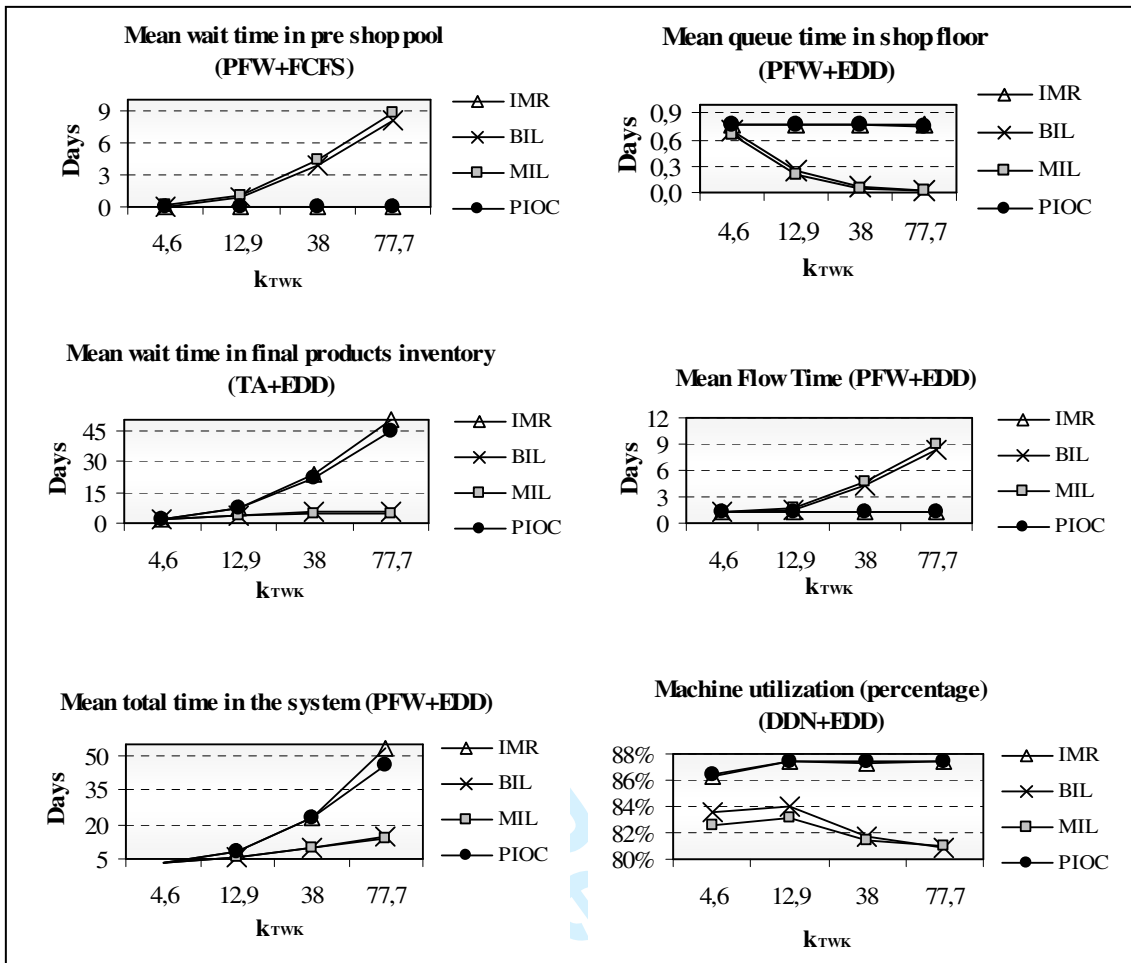 Mean wait time in pre shop pool
(PFW+FCFS)
Days
9
6
3
0
4,6 12,9 38 77,7
kTWK
IMR
BIL
MIL
PIOC
Mean queue time in shop floor
(PFW+EDD)
Days
0,9
0,6
0,3
0,0
4,6 12,9 38 77,7
kTWK
IMR
BIL
MIL
PIOC
Mean wait time in final products inventory
(TA+EDD)
Days
45
30
15
0
4,6 12,9 38 77,7
kTWK
IMR
BIL
MIL
PIOC
Mean Flow Time (PFW+EDD)
Days
12
9
6
3
0
4,6 12,9 38 77,7
kTWK
IMR
BIL
MIL
PIOC
Mean total time in the system (PFW+EDD)
Days
50
35
20
5
4,6 12,9 38 77,7
kTWK
IMR
BIL
MIL
PIOC
Machine utilization (percentage)
(DDN+EDD)
88%
86%
84%
82%
80%
4,6 12,9 38 77,7
kTWK
IMR
BIL
MIL
PIOC